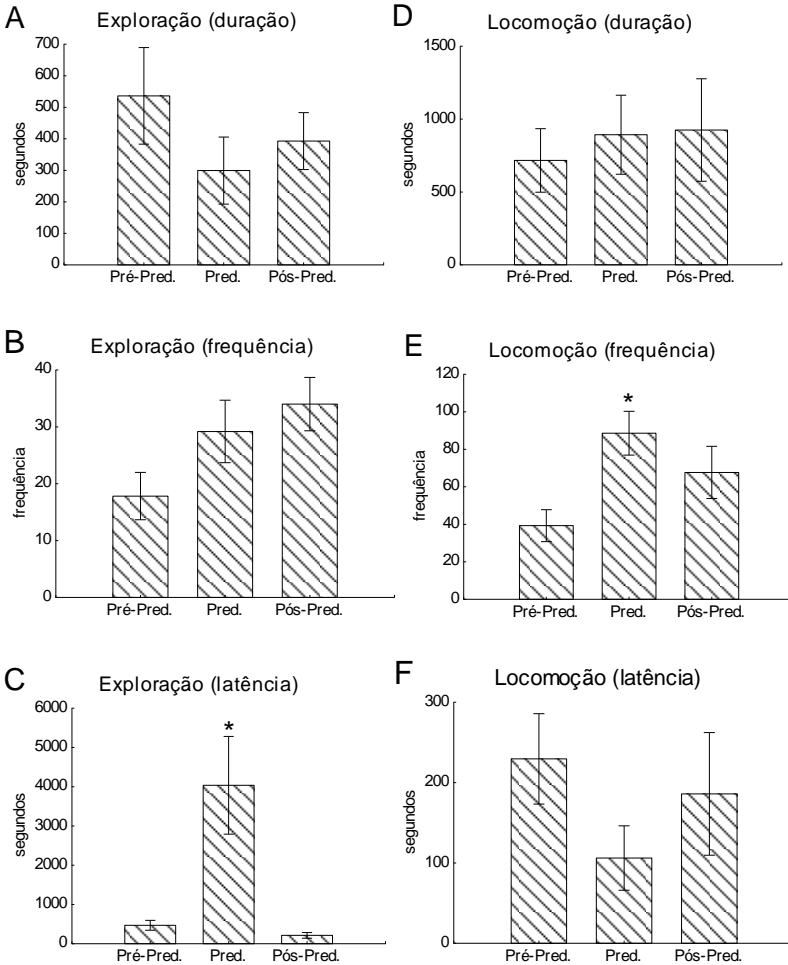 A
Exploração (duração)
700
600
500
400
300
200
100
0
segundos
Pré-Pred. Pred. Pós-Pred.
D
Locomoção (duração)
1500
1000
500
0
segundos
Pré-Pred. Pred. Pós-Pred.
B
Exploração (frequência)
40
30
20
10
0
frequência
Pré-Pred. Pred. Pós-Pred.
E
Locomoção (frequência)
120
100
80
60
40
20
0
frequência
*
Pré-Pred. Pred. Pós-Pred.
C
Exploração (latência)
6000
5000
4000
3000
2000
1000
0
segundos
*
Pré-Pred. Pred. Pós-Pred.
F
Locomoção (latência)
300
200
100
0
segundos
Pré-Pred. Pred. Pós-Pred.